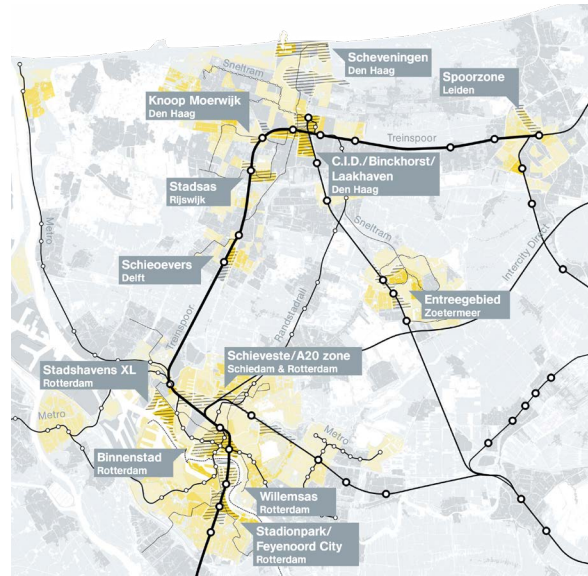 Scheveningen
Den Haag
Sneltram
Spoorzone
Leiden
Knoop Moerwijk
Den Haag
Treinspoor
C.I.D./Binckhorst/
Laakhaven
Den Haag
Stadsas
Rijswijk
Metro
Sneltram
Intercity Direct
Schieoevers
Delft
Entreegebied
Zoetermeer
Treinspoor
Randstadrail
Schieveste/A20 zone
Schiedam & Rotterdam
Stadshavens XL
Rotterdam
Metro
Metro
Binnenstad
Rotterdam
Willemsas
Rotterdam
Stadionpark/
Feyenoord City
Rotterdam